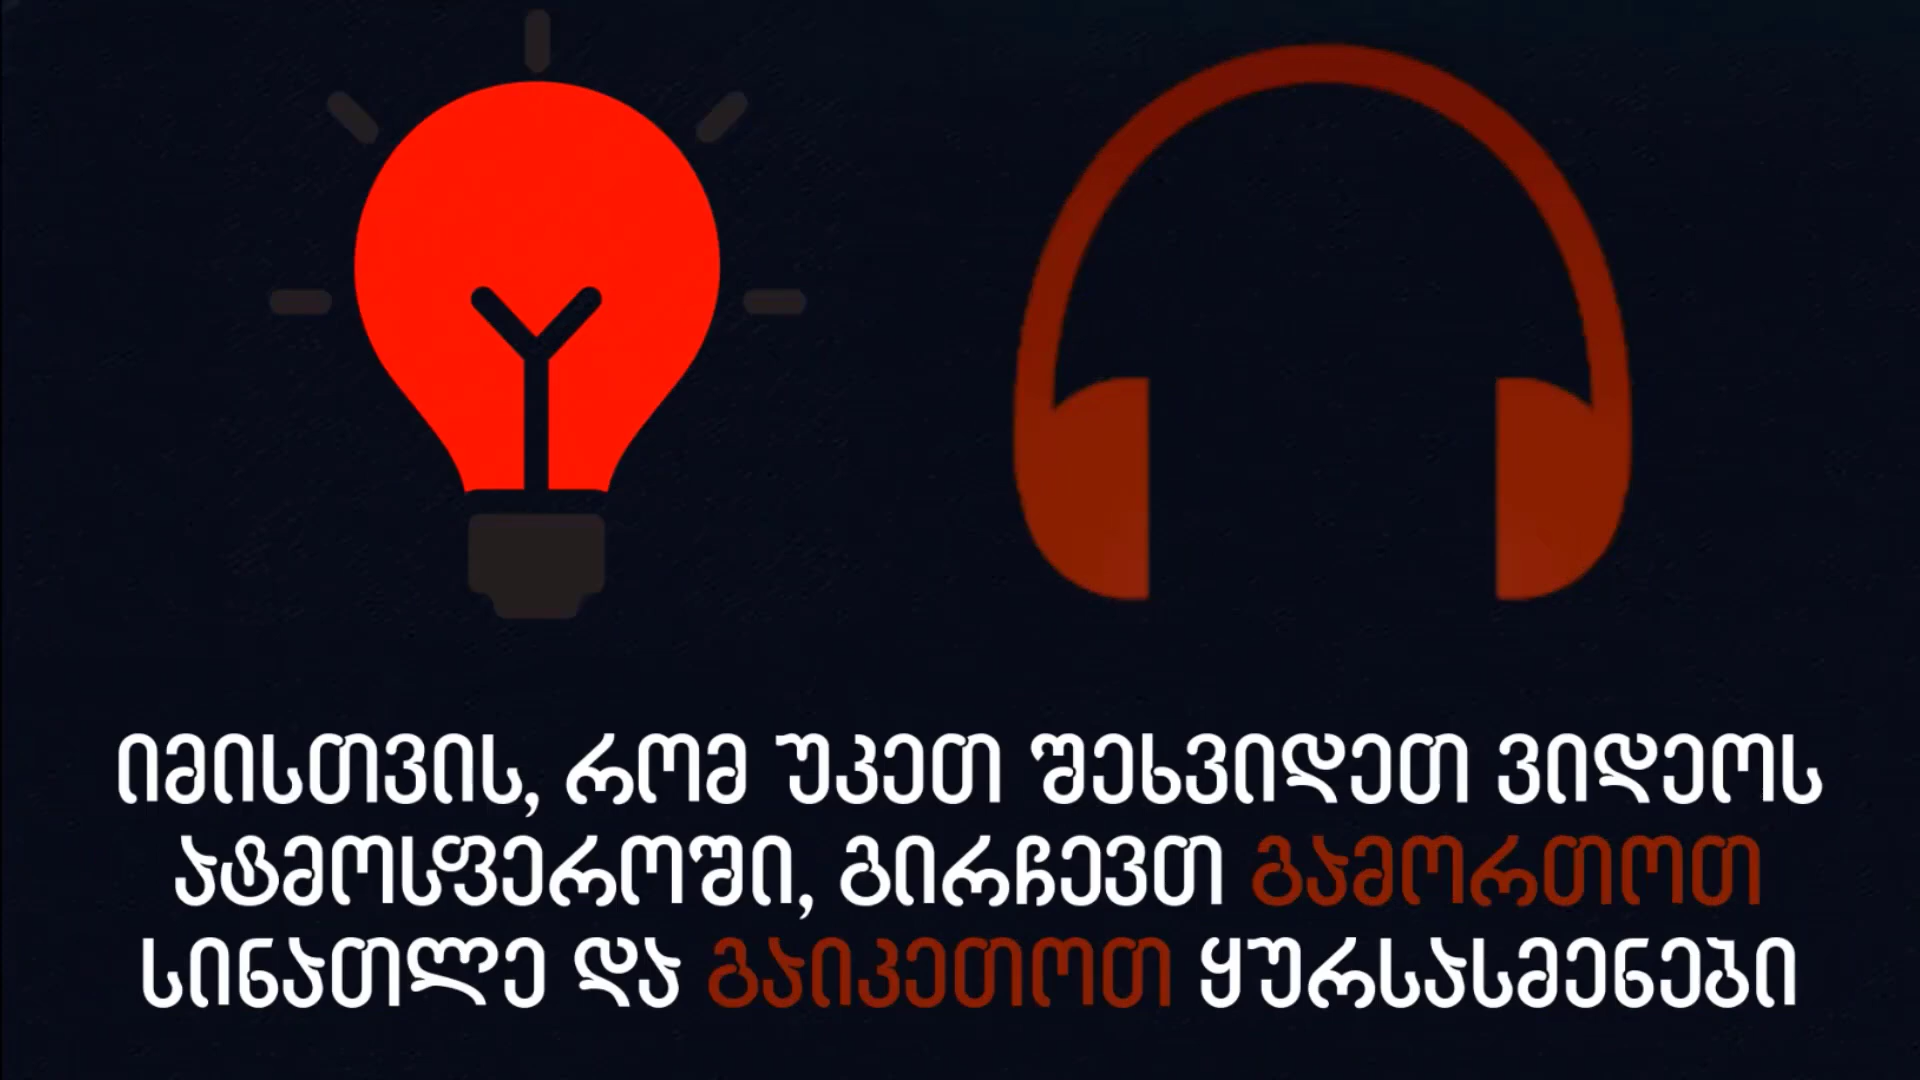 იმისთვის, რომ უკეთ შეხვიდეთ ვიდეოს
ატმოსფეროში, გირჩევთ გამორთოთ
სინათლე და გაიკეთოთ ყურსასმენები